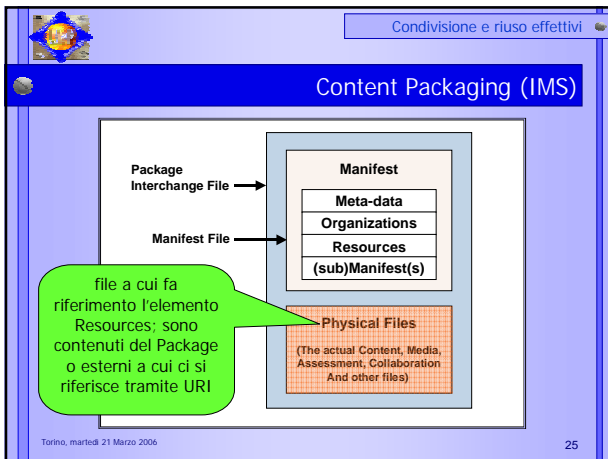 Condivisione e riuso effettivi
Content Packaging (IMS)
Package
Interchange File
Manifest File
Manifest
Meta-data
Organizations
Resources
(sub)Manifest(s)
file a cui fa
riferimento l'elemento
Resources; sono
contenuti del Package
o esterni a cui ci si
riferisce tramite URI
Physical Files
(The actual Content, Media,
Assessment, Collaboration
And other files)
Torino, martedì 21 Marzo 2006
25